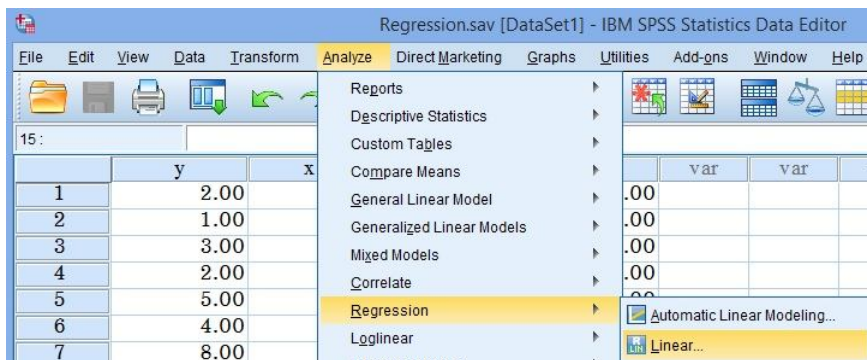 Regression.sav [DataSet1] - IBM SPSS Statistics Data Editor
File Edit View Data Transform Analyze Direct Marketing Graphs Utilities Add-ons Window Help
Reports
Descriptive Statistics
15 :
Custom Tables
y x Compare Means var var
1 2.00 General Linear Model .00
2 1.00 Generalized Linear Models .00
3 3.00 Mixed Models .00
4 2.00 Correlate .00
5 5.00 Regression Automatic Linear Modeling...
6 4.00 Loglinear Linear...
7 8.00